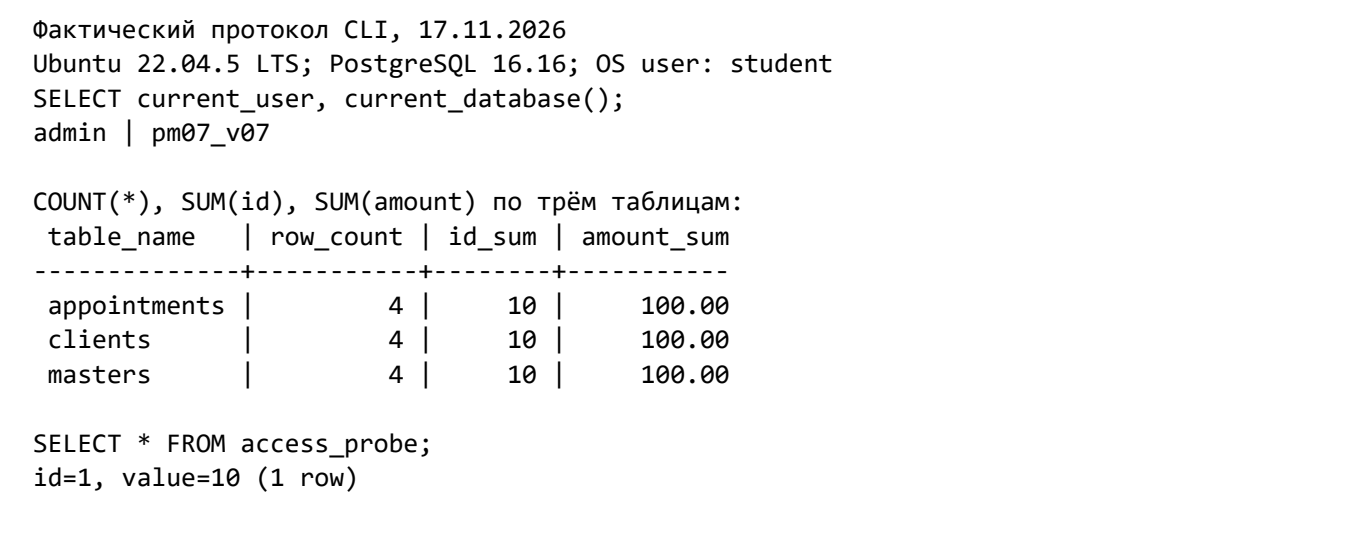 Фактический протокол CLI, 17.11.2026
Ubuntu 22.04.5 LTS; PostgreSQL 16.16; OS user: student
SELECT current_user, current_database();
admin | pm07_v07

COUNT(*), SUM(id), SUM(amount) по трём таблицам:
 table_name   | row_count | id_sum | amount_sum
--------------+-----------+--------+-----------
 appointments |         4 |     10 |     100.00
 clients      |         4 |     10 |     100.00
 masters      |         4 |     10 |     100.00

SELECT * FROM access_probe;
id=1, value=10 (1 row)